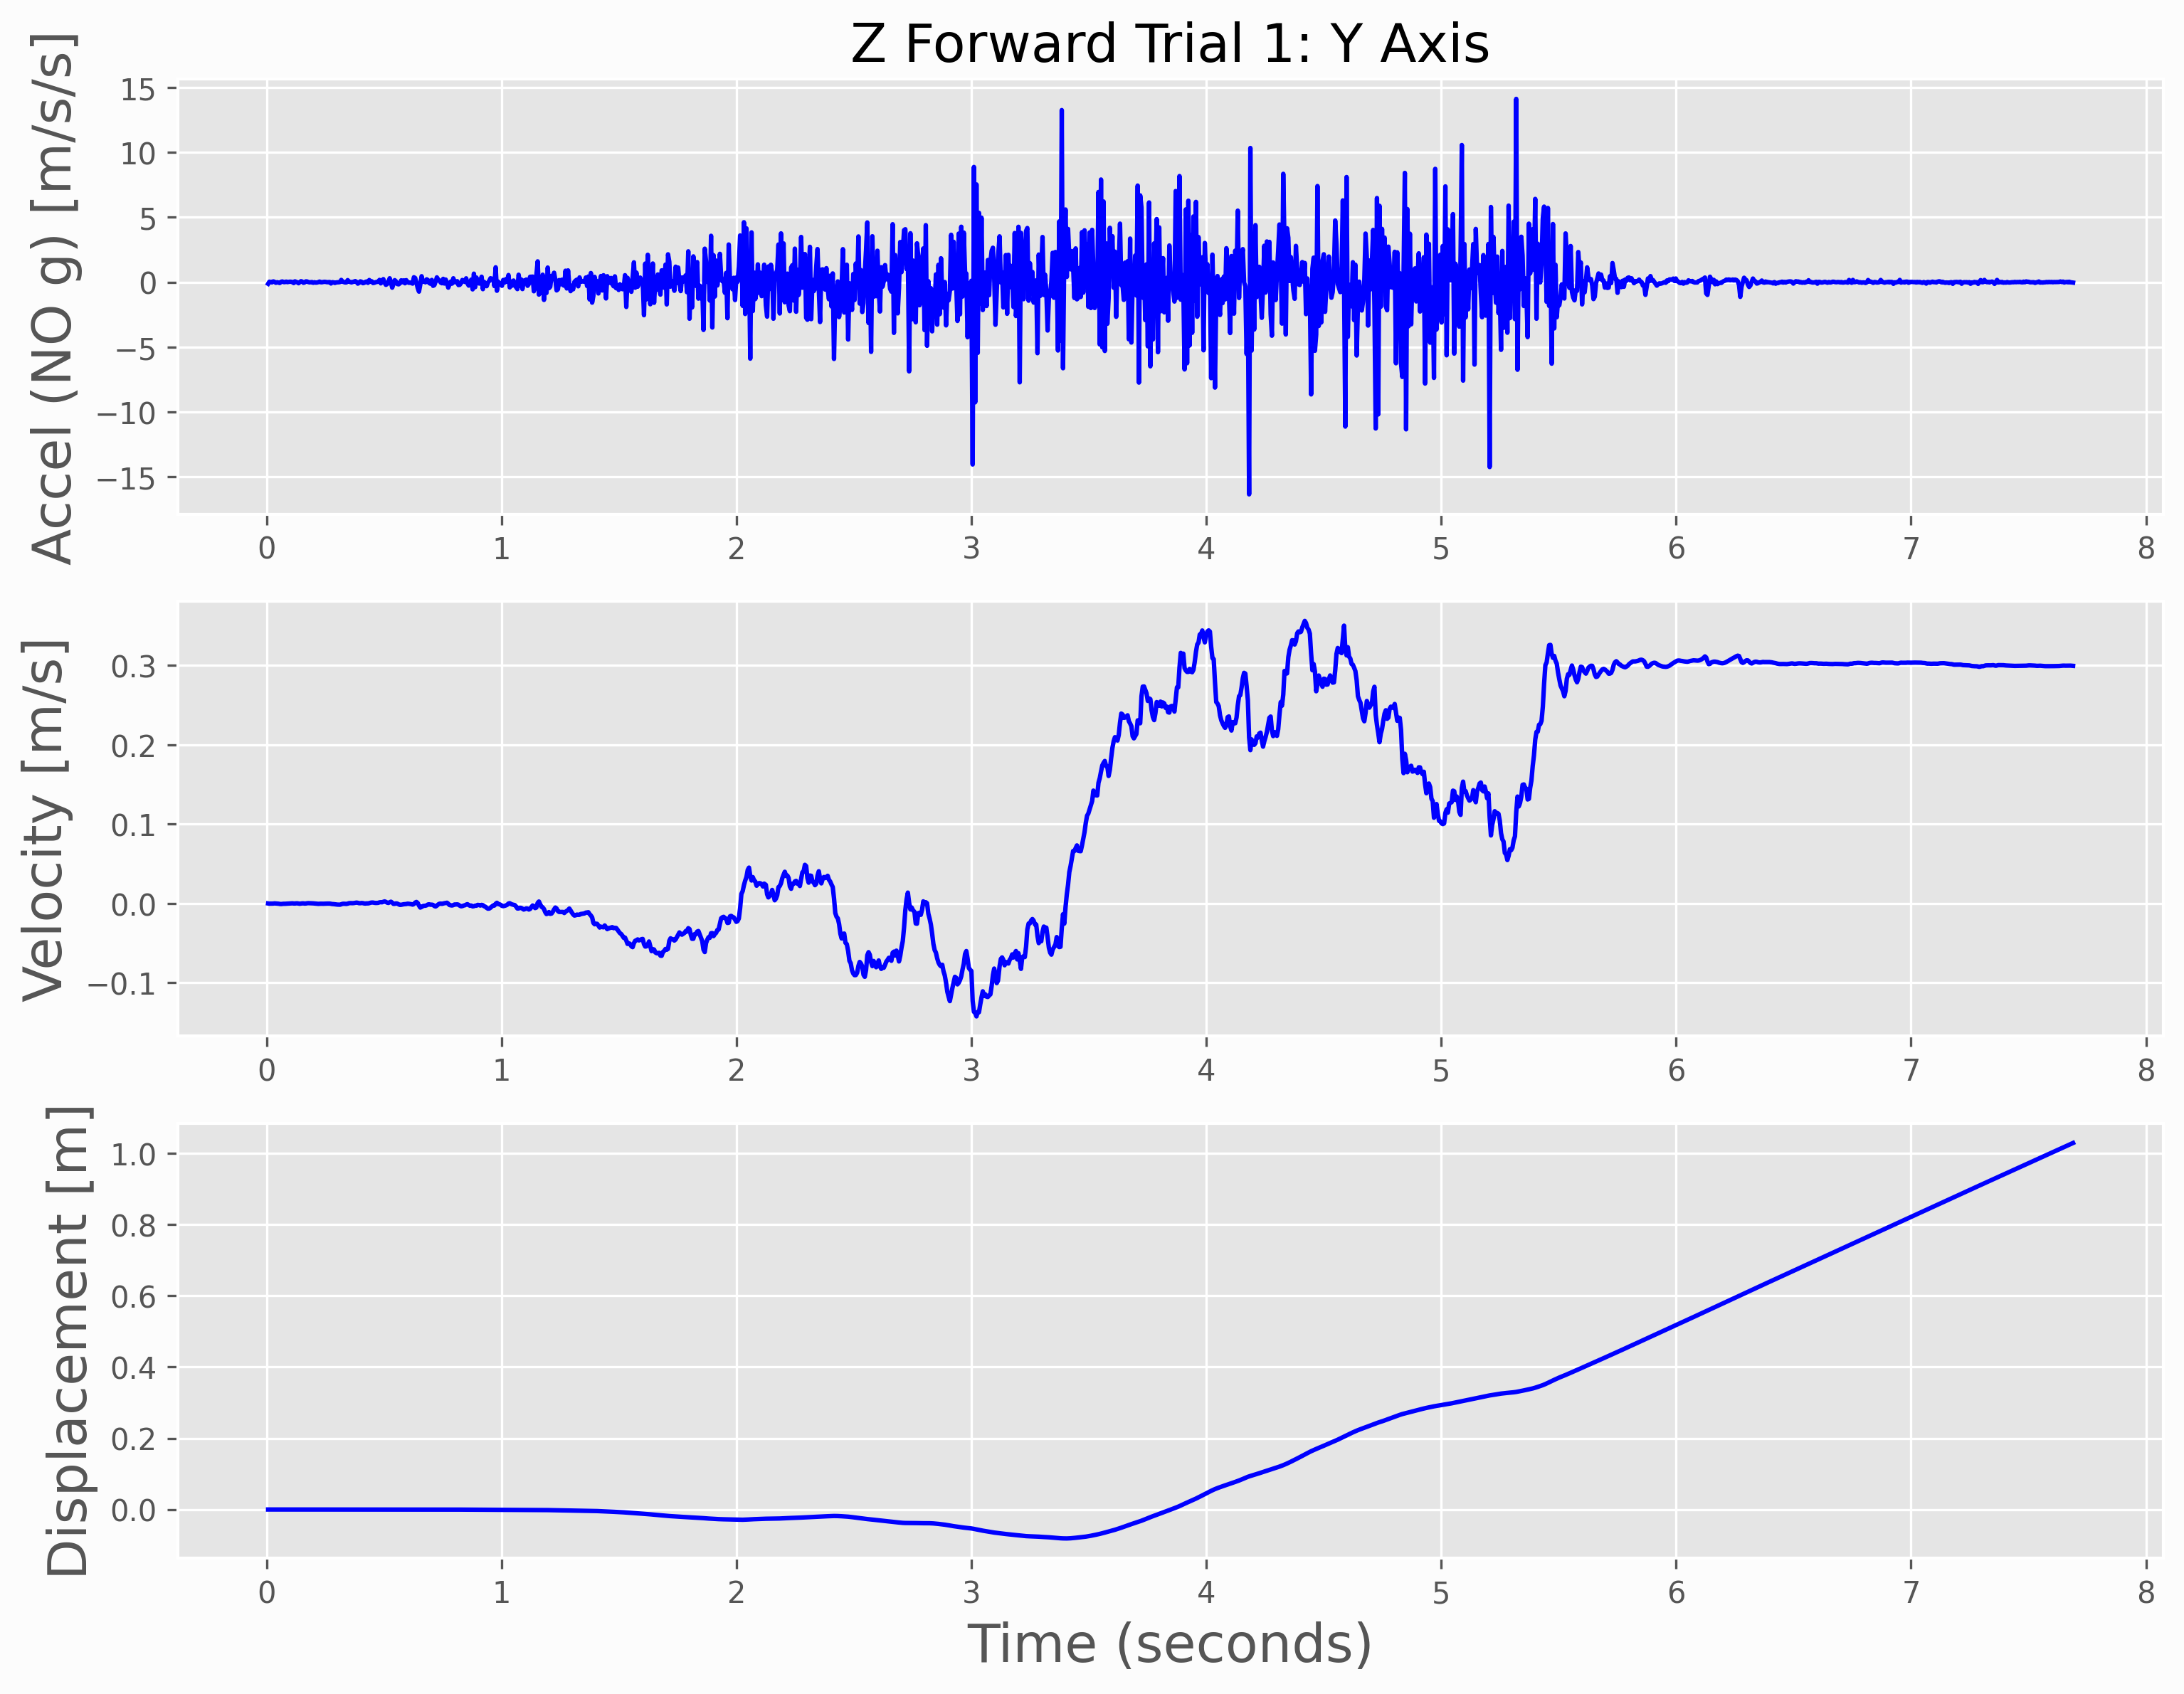 Z Forward Trial 1: Y Axis
Accel (NO g) [m/s/s]
15
10
5
0
−5
−10
−15
0 1 2 3 4 5 6 7 8
Velocity [m/s]
0.3
0.2
0.1
0.0
−0.1
0 1 2 3 4 5 6 7 8
Displacement [m]
1.0
0.8
0.6
0.4
0.2
0.0
0 1 2 3 4 5 6 7 8
Time (seconds)